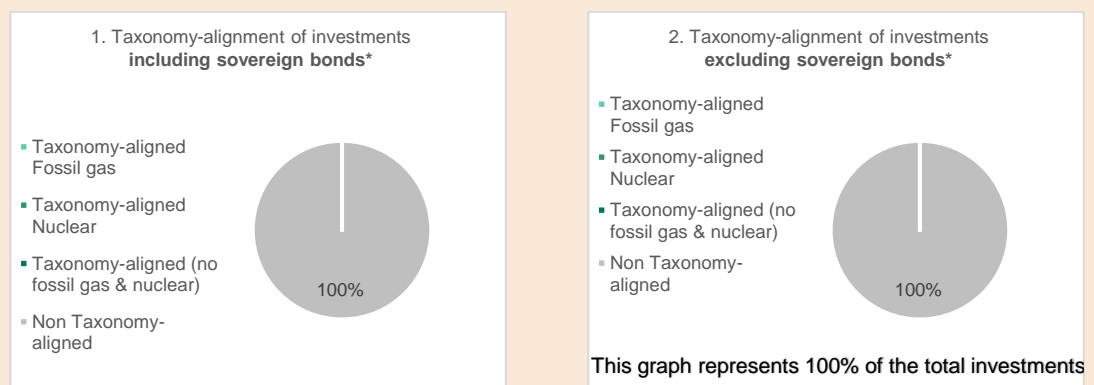 1. Taxonomy-alignment of investments
including sovereign bonds*
Taxonomy-aligned
Fossil gas
Taxonomy-aligned
Nuclear
Taxonomy-aligned (no
fossil gas & nuclear)
Non Taxonomy-
aligned
100%
2. Taxonomy-alignment of investments
excluding sovereign bonds*
Taxonomy-aligned
Fossil gas
Taxonomy-aligned
Nuclear
Taxonomy-aligned (no
fossil gas & nuclear)
Non Taxonomy-
aligned
100%
This graph represents 100% of the total investments